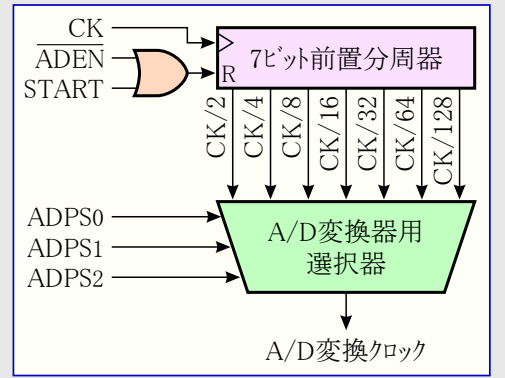 CK
ADEN
START
R
7ビット前置分周器
CK/2
CK/4
CK/8
CK/16
CK/32
CK/64
CK/128
ADPS0
ADPS1
ADPS2
A/D変換器用
選択器
A/D変換クロック